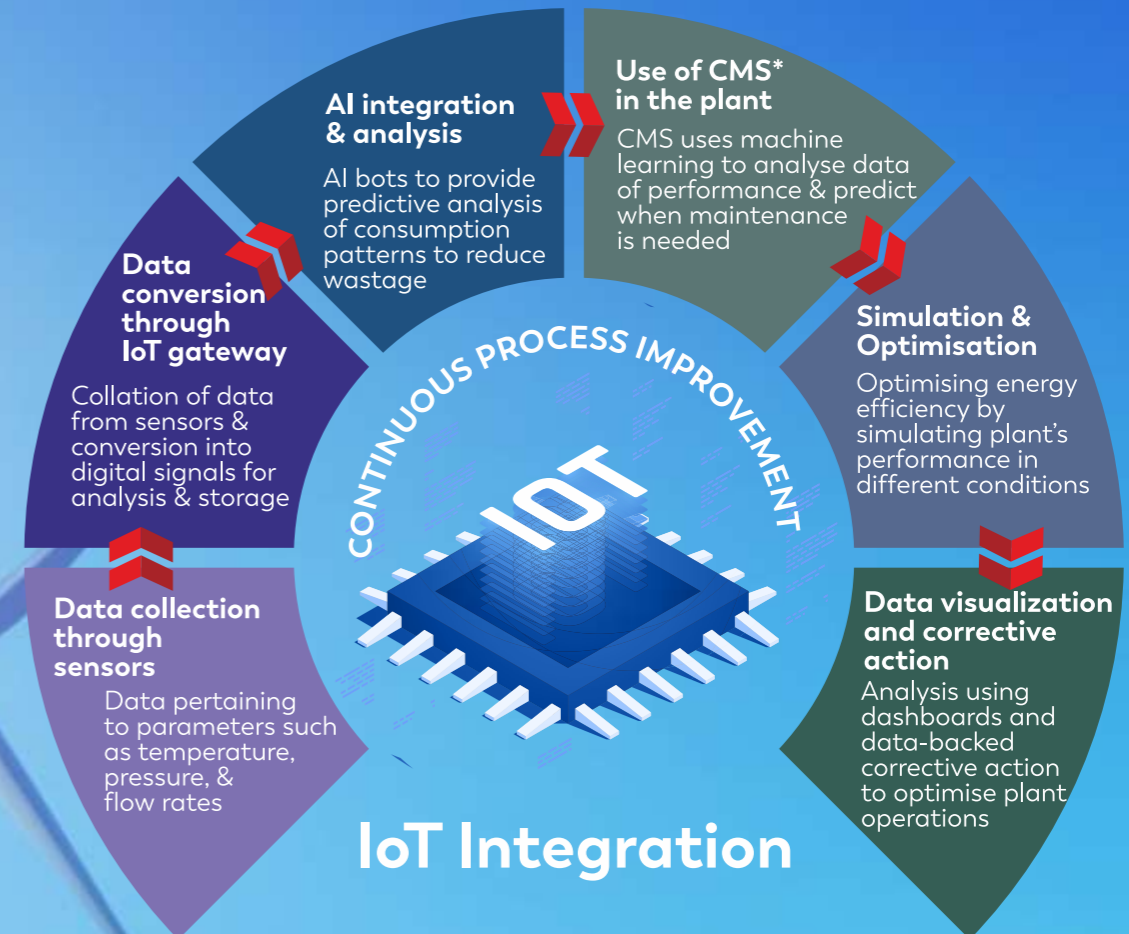 Data collection
through
sensors
Data pertaining
to parameters such
as temperature,
pressure, &
flow rates
Data
conversion
through
IoT gateway
Collation of data
from sensors &
conversion into
digital signals for
analysis & storage
AI integration
& analysis
AI bots to provide
predictive analysis
of consumption
patterns to reduce
wastage
Use of CMS*
in the plant
CMS uses machine
learning to analyse data
of performance & predict
when maintenance
is needed
Simulation &
Optimisation
Optimising energy
efficiency by
simulating plant's
performance in
different conditions
Data visualization
and corrective
action
Analysis using
dashboards and
data-backed
corrective action
to optimise plant
operations
CONTINUOUS PROCESS IMPROVEMENT
IOT
IoT Integration